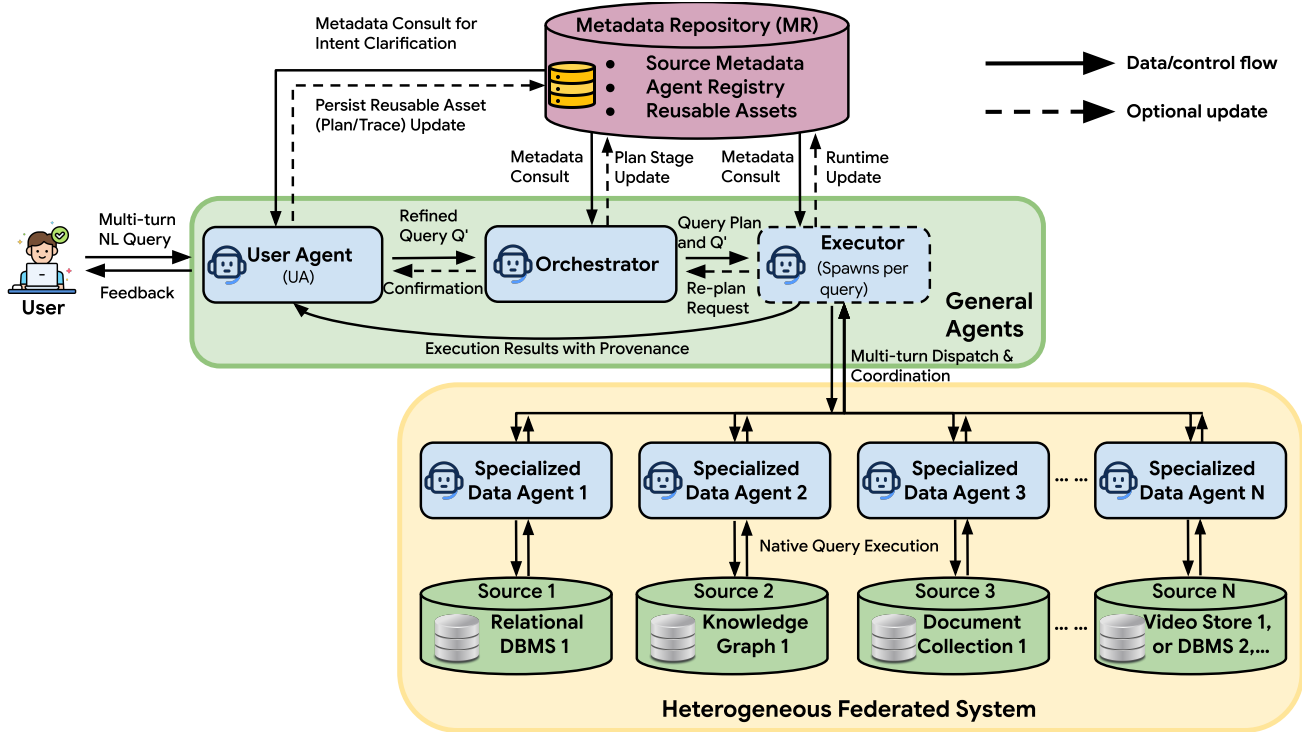 Metadata Consult for
Intent Clarification
Metadata Repository (MR)
• Source Metadata
• Agent Registry
• Reusable Assets
Data/control flow
Optional update
Persist Reusable Asset
(Plan/Trace) Update
Metadata
Consult
Plan Stage
Update
Metadata
Consult
Runtime
Update
Multi-turn
NL Query
Feedback
User
User Agent
(UA)
Refined
Query Q'
Confirmation
Orchestrator
Query Plan
and Q'
Re-plan
Request
Executor
(Spawns per
query)
General
Agents
Execution Results with Provenance
Multi-turn Dispatch &
Coordination
Specialized
Data Agent 1
Specialized
Data Agent 2
Specialized
Data Agent 3
... ...
Specialized
Data Agent N
Native Query Execution
Source 1
Relational
DBMS 1
Source 2
Knowledge
Graph 1
Source 3
Document
Collection 1
... ...
Source N
Video Store 1,
or DBMS 2,...
Heterogeneous Federated System